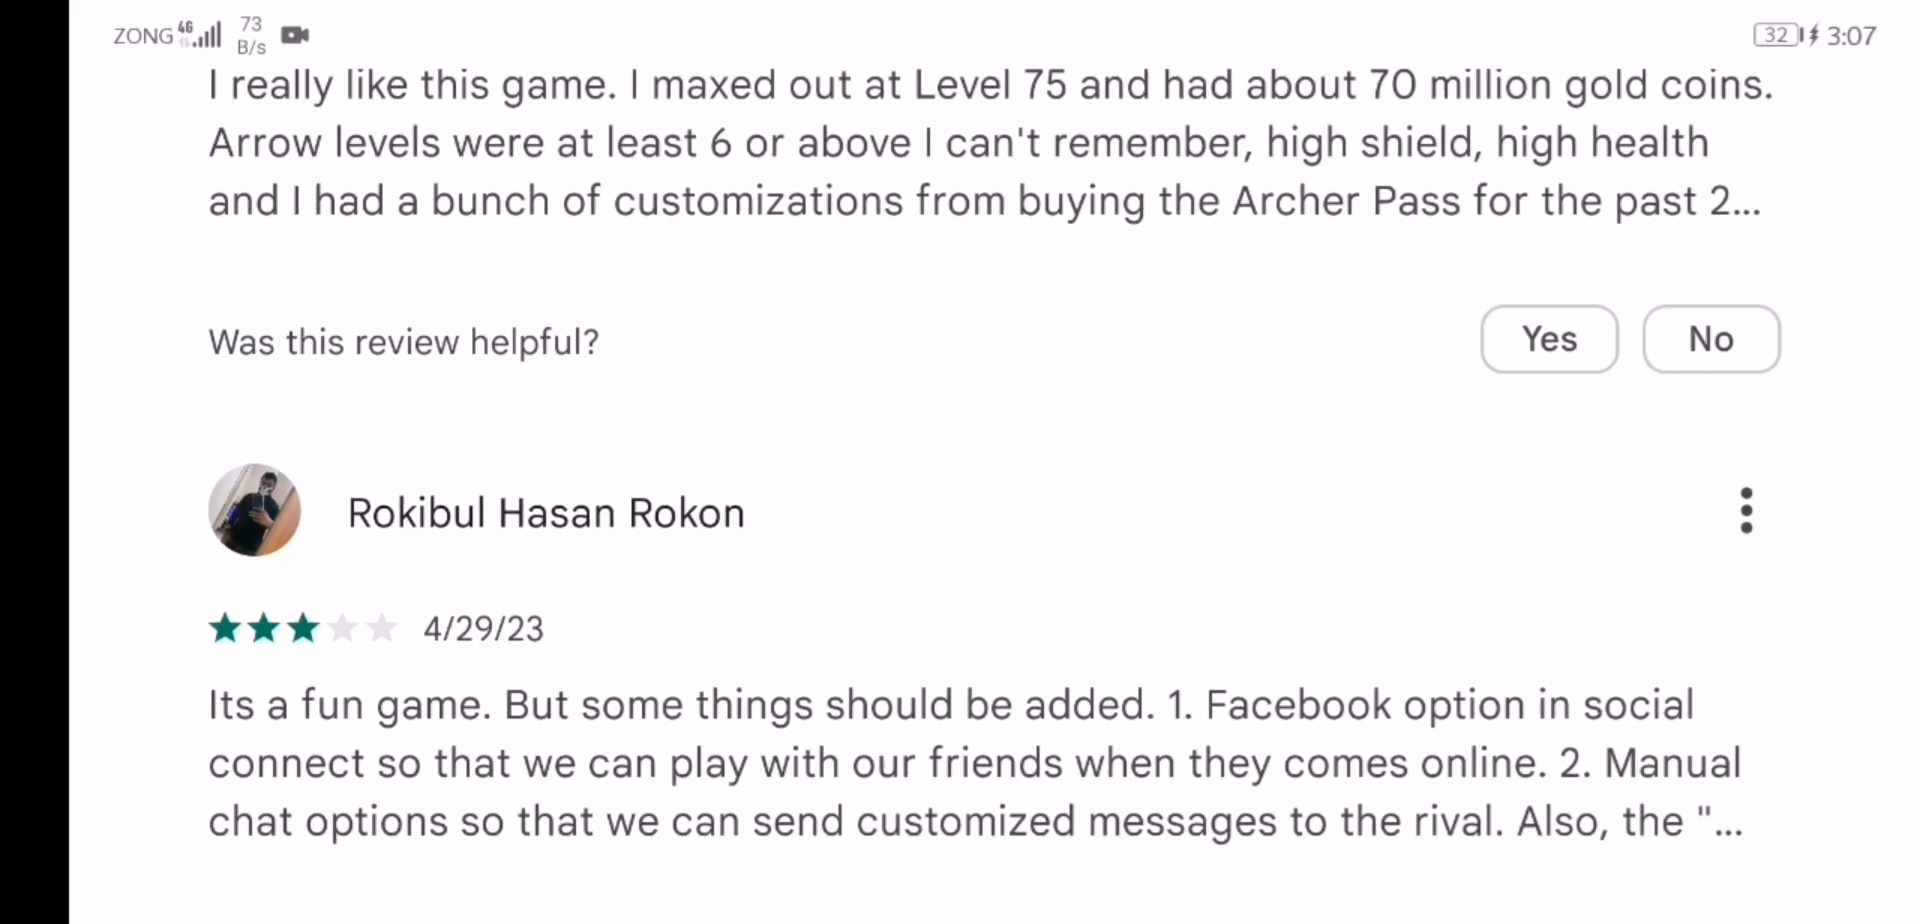 ZONG 4G 73 B/s 32 3:07
I really like this game. I maxed out at Level 75 and had about 70 million gold coins.
Arrow levels were at least 6 or above I can't remember, high shield, high health
and I had a bunch of customizations from buying the Archer Pass for the past 2...
Was this review helpful? Yes No
Rokibul Hasan Rokon
4/29/23
Its a fun game. But some things should be added. 1. Facebook option in social
connect so that we can play with our friends when they comes online. 2. Manual
chat options so that we can send customized messages to the rival. Also, the "...